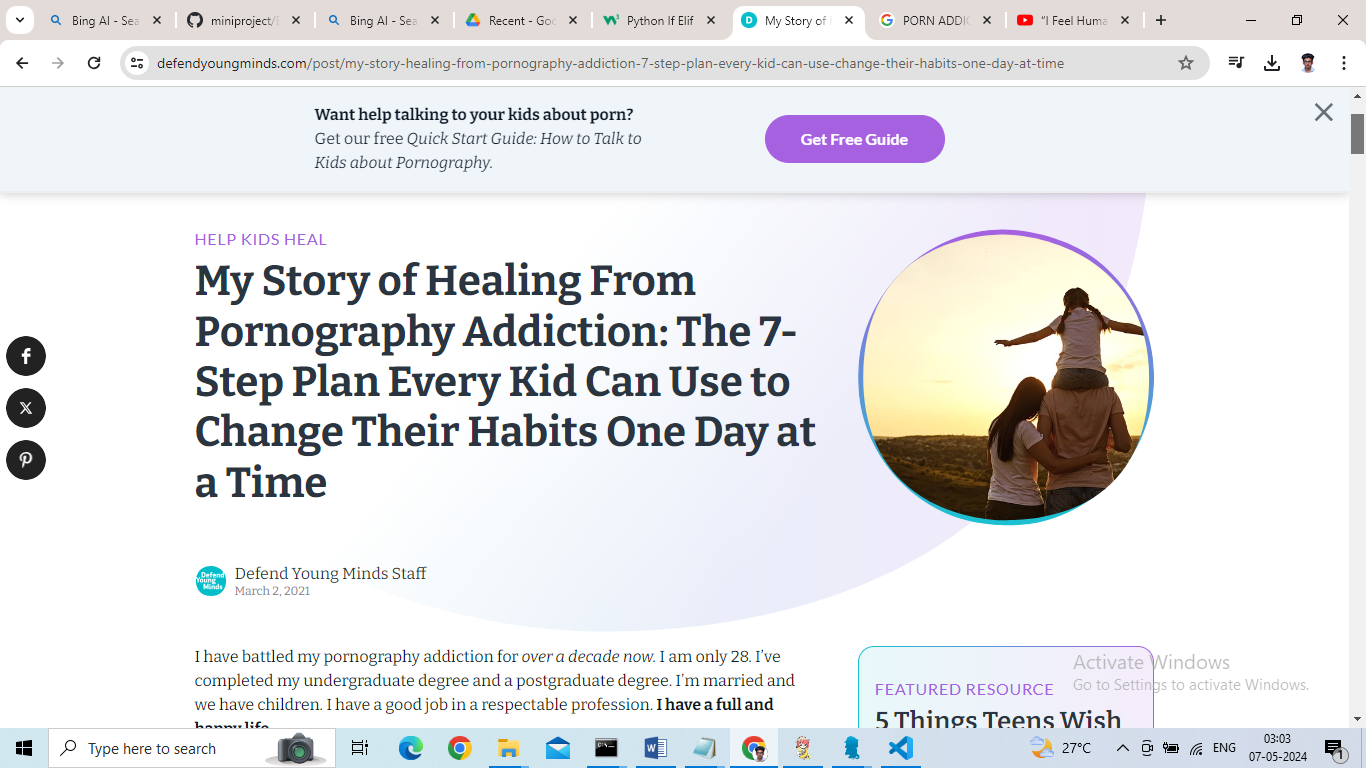 Bing AI - Sea
miniproject/
Bing AI - Sea
Recent - Goo
Python If Elif
My Story of
PORN ADDI
“I Feel Huma
defendyoungminds.com/post/my-story-healing-from-pornography-addiction-7-step-plan-every-kid-can-use-change-their-habits-one-day-at-time
Want help talking to your kids about porn?
Get our free Quick Start Guide: How to Talk to
Kids about Pornography.
Get Free Guide
HELP KIDS HEAL
My Story of Healing From
Pornography Addiction: The 7-
Step Plan Every Kid Can Use to
Change Their Habits One Day at
a Time
Defend Young Minds
Defend Young Minds Staff
March 2, 2021
I have battled my pornography addiction for over a decade now. I am only 28. I’ve
completed my undergraduate degree and a postgraduate degree. I’m married and
we have children. I have a good job in a respectable profession. I have a full and
happy life
FEATURED RESOURCE
5 Things Teens Wish
Activate Windows
Go to Settings to activate Windows.
Type here to search
27°C
ENG
03:03
07-05-2024
1